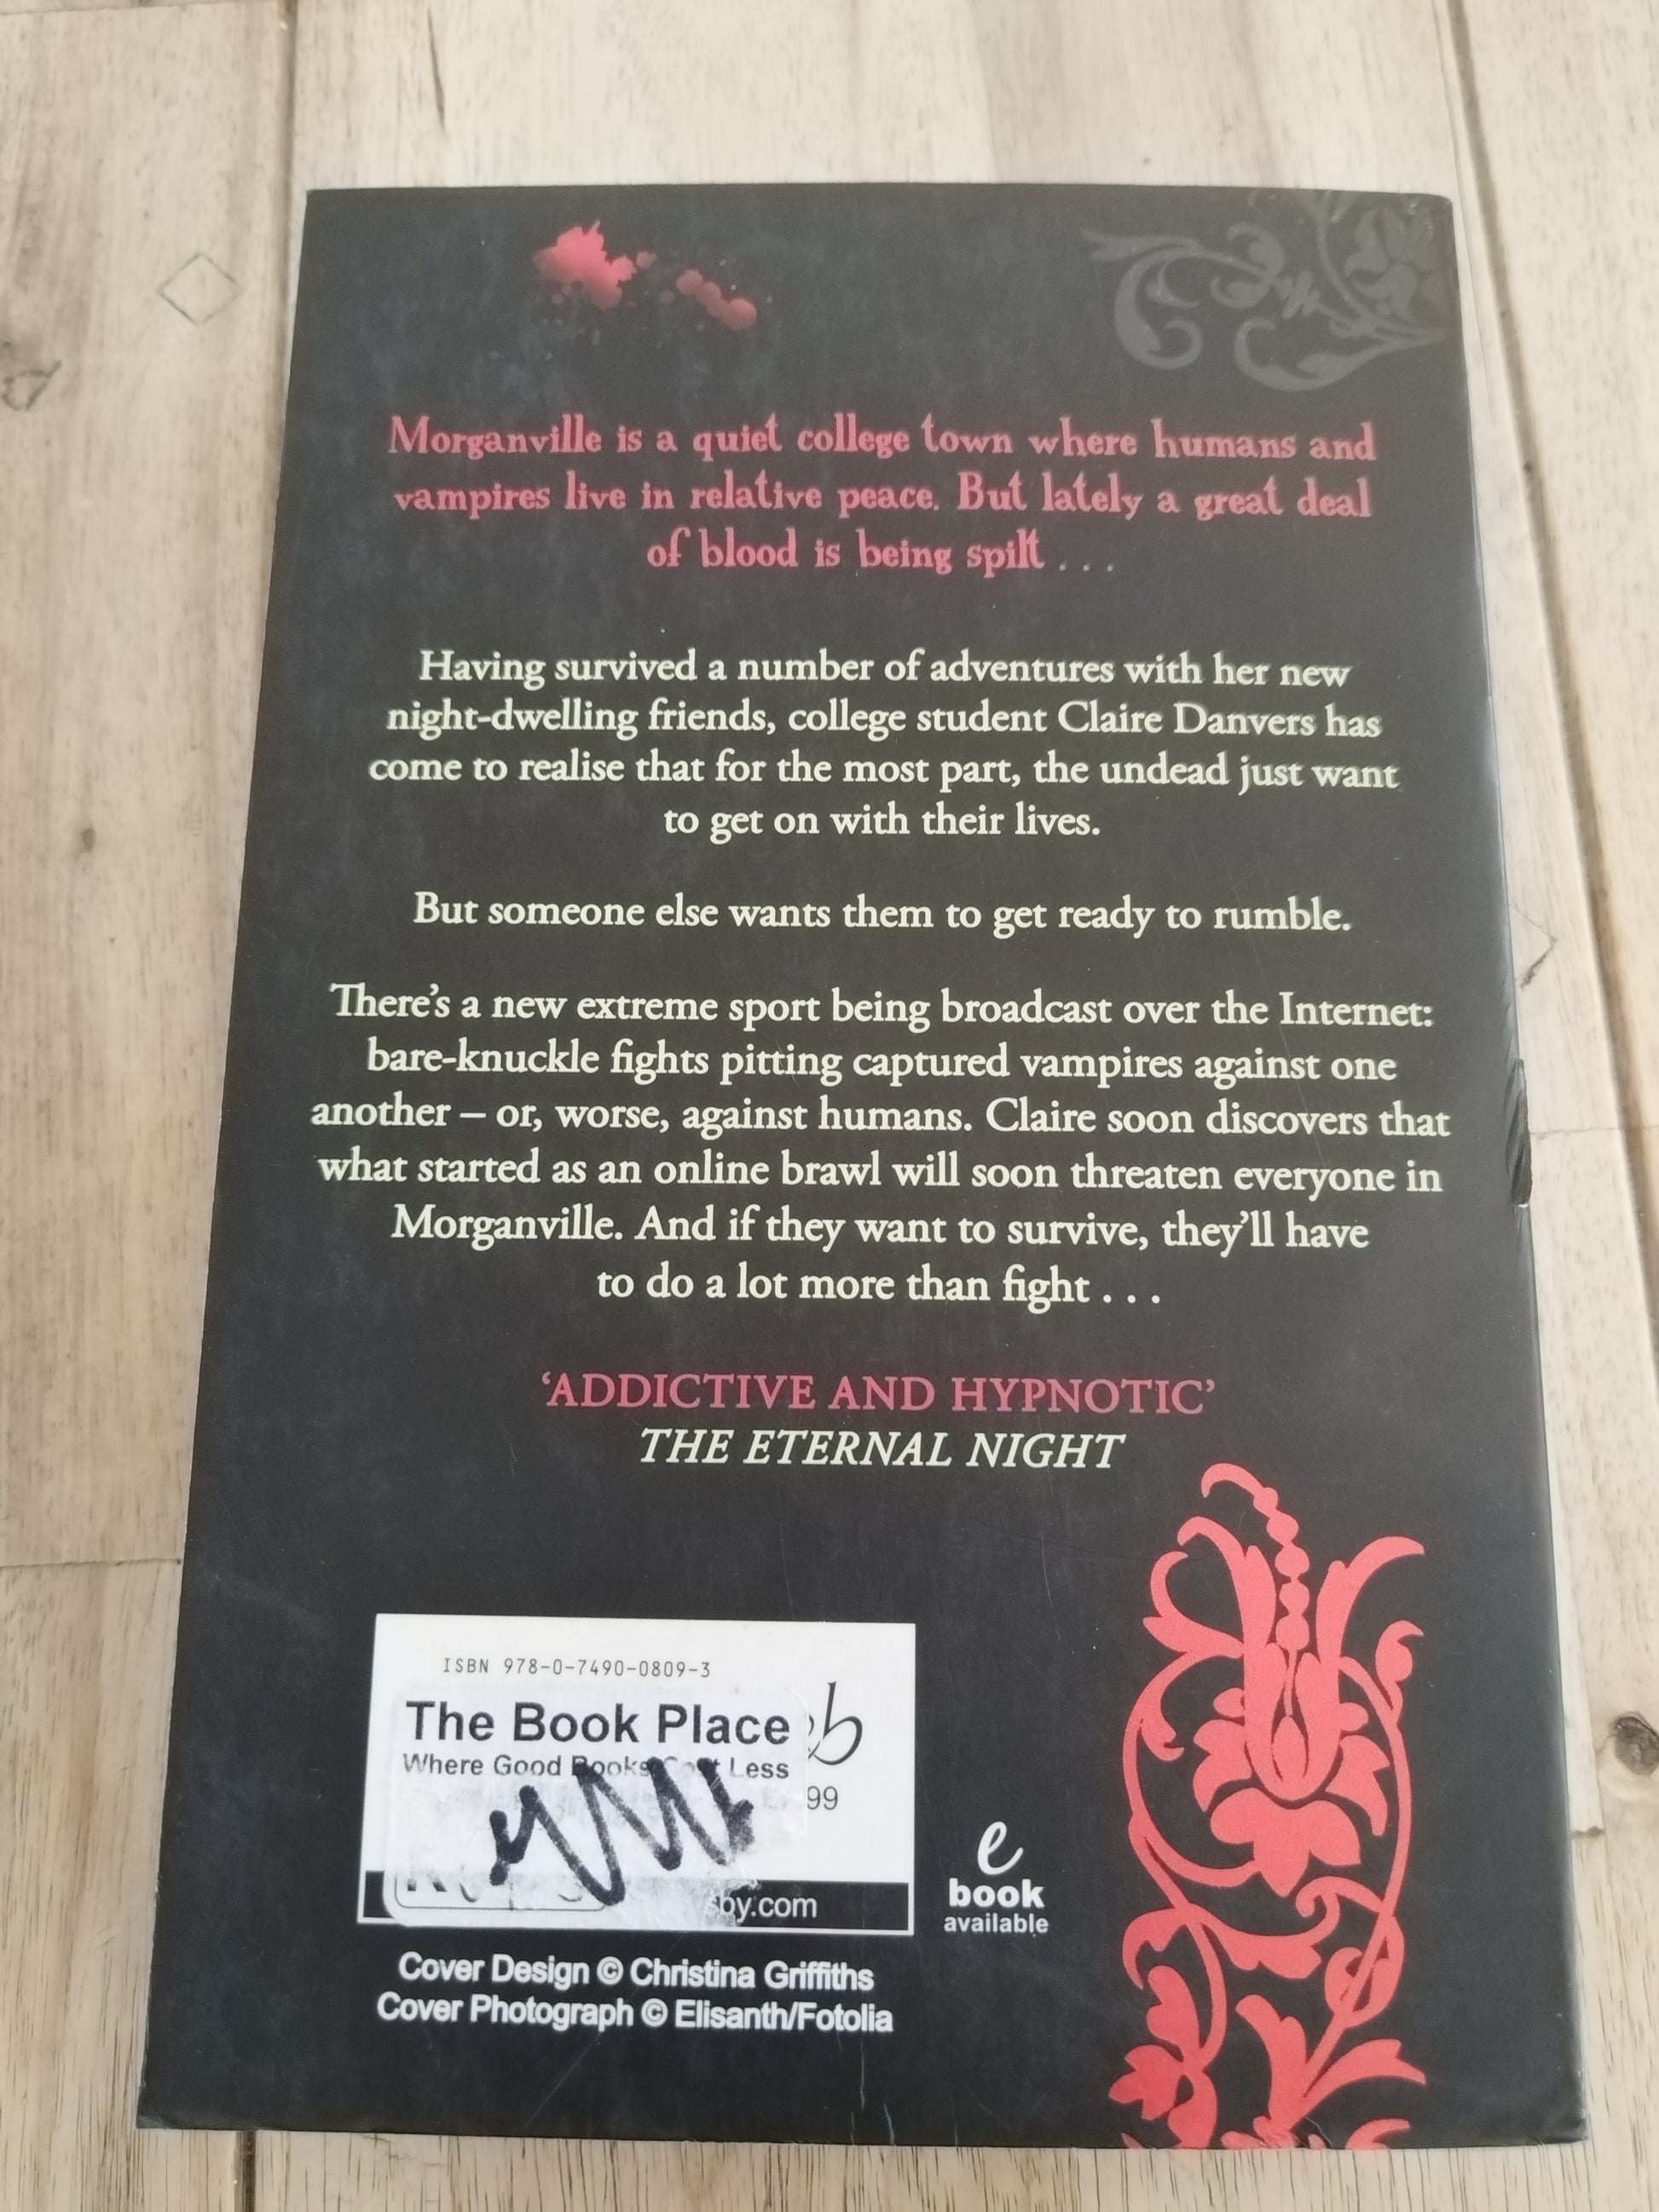 Morganville is a quiet college town where humans and
vampires live in relative peace. But lately a great deal
of blood is being spilt . . .
Having survived a number of adventures with her new
night-dwelling friends, college student Claire Danvers has
come to realise that for the most part, the undead just want
to get on with their lives.
But someone else wants them to get ready to rumble.
There's a new extreme sport being broadcast over the Internet:
bare-knuckle fights pitting captured vampires against one
another – or, worse, against humans. Claire soon discovers that
what started as an online brawl will soon threaten everyone in
Morganville. And if they want to survive, they'll have
to do a lot more than fight . . .
'ADDICTIVE AND HYPNOTIC'
THE ETERNAL NIGHT
ISBN 978-0-7490-0809-3
The Book Place
b
Where Good Books Less
99
by.com
e
book
available
Cover Design © Christina Griffiths
Cover Photograph © Elisanth/Fotolia